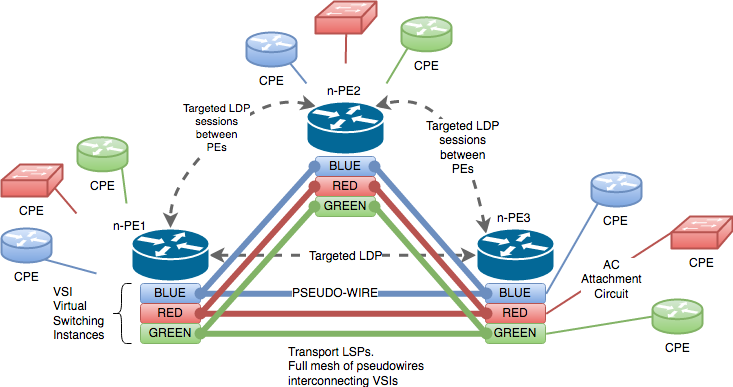 CPE
CPE
CPE
n-PE2
Targeted LDP
sessions
between
PEs
Targeted LDP
sessions
between
PEs
BLUE
RED
GREEN
CPE
CPE
CPE
n-PE1
n-PE3
CPE
CPE
CPE
Targeted LDP
AC
Attachment
Circuit
VSI
Virtual
Switching
Instances
BLUE
RED
GREEN
PSEUDO-WIRE
BLUE
RED
GREEN
Transport LSPs.
Full mesh of pseudowires
interconnecting VSIs